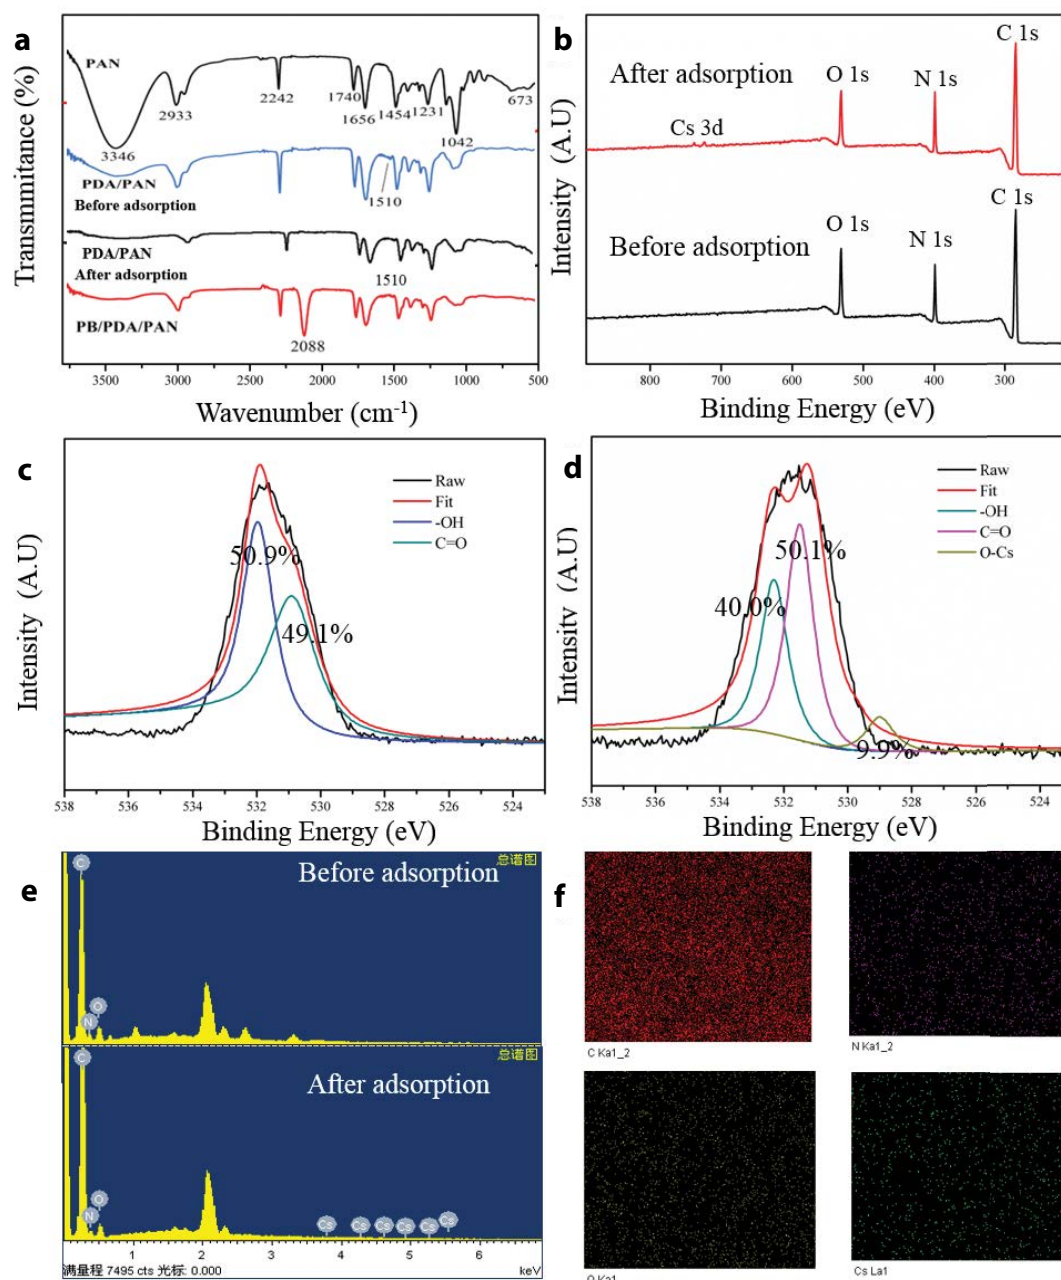 a
Transmmitance (%)
PAN
2933
3346
2242
1740
1656
1454
1231
1042
673
PDA/PAN
Before adsorption
1510
PDA/PAN
After adsorption
1510
PB/PDA/PAN
2088
3500 3000 2500 2000 1500 1000 500
Wavenumber (cm-1)
b
Intensity (A.U)
After adsorption
Cs 3d
O 1s
N 1s
C 1s
Before adsorption
O 1s
N 1s
C 1s
800 700 600 500 400 300
Binding Energy (eV)
c
Intensity (A.U)
Raw
Fit
-OH
C=O
50.9%
49.1%
538 536 534 532 530 528 526 524
Binding Energy (eV)
d
Intensity (A.U)
Raw
Fit
-OH
C=O
O-Cs
50.1%
40.0%
9.9%
538 536 534 532 530 528 526 524
Binding Energy (eV)
e
总谱图
Before adsorption
C
O
N
总谱图
After adsorption
C
O
N
Cs Cs Cs Cs Cs Cs
1 2 3 4 5 6
满量程 7495 cts 光标: 0.000
keV
f
C Ka1_2
N Ka1_2
O Ka1
Cs La1